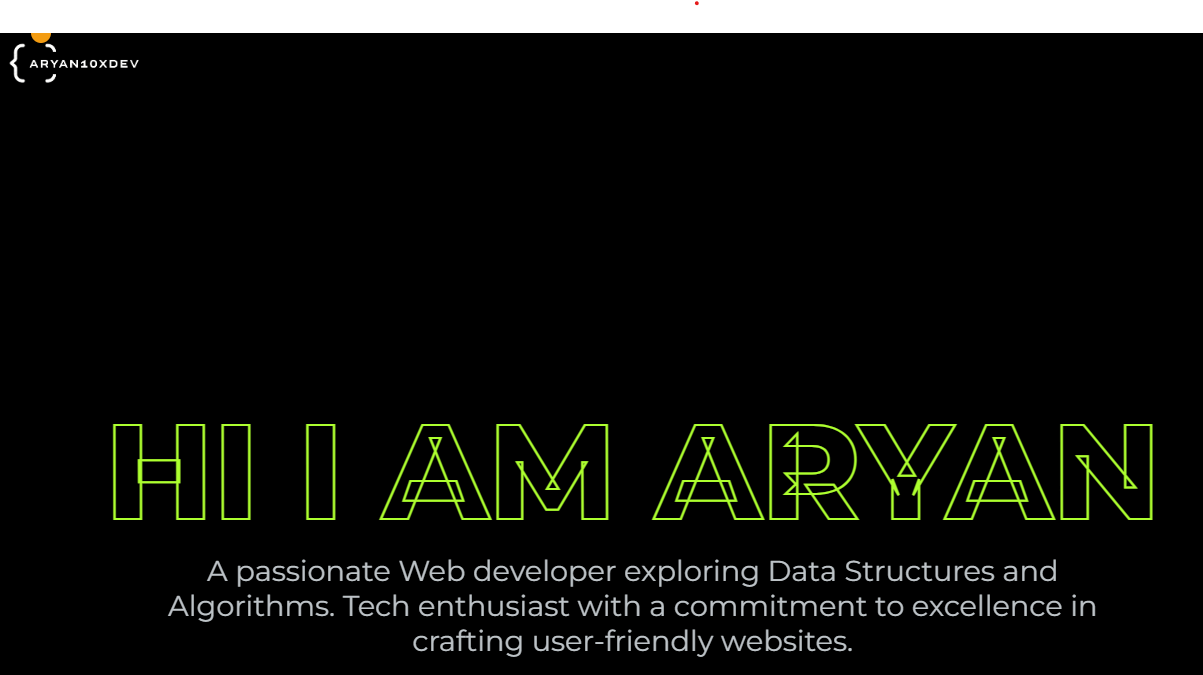 ARYAN10XDEV
HI I AM ARYAN
A passionate Web developer exploring Data Structures and
Algorithms. Tech enthusiast with a commitment to excellence in
crafting user-friendly websites.